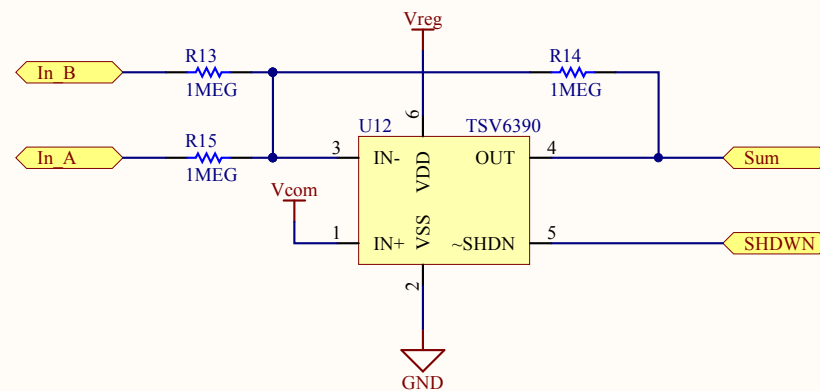 Vreg
R13
R14
In_B
1MEG
1MEG
6
U12
TSV6390
R15
In_A
3
IN-
VDD
OUT
4
Sum
1MEG
Vcom
1
IN+
VSS
~SHDN
5
SHDWN
2
GND